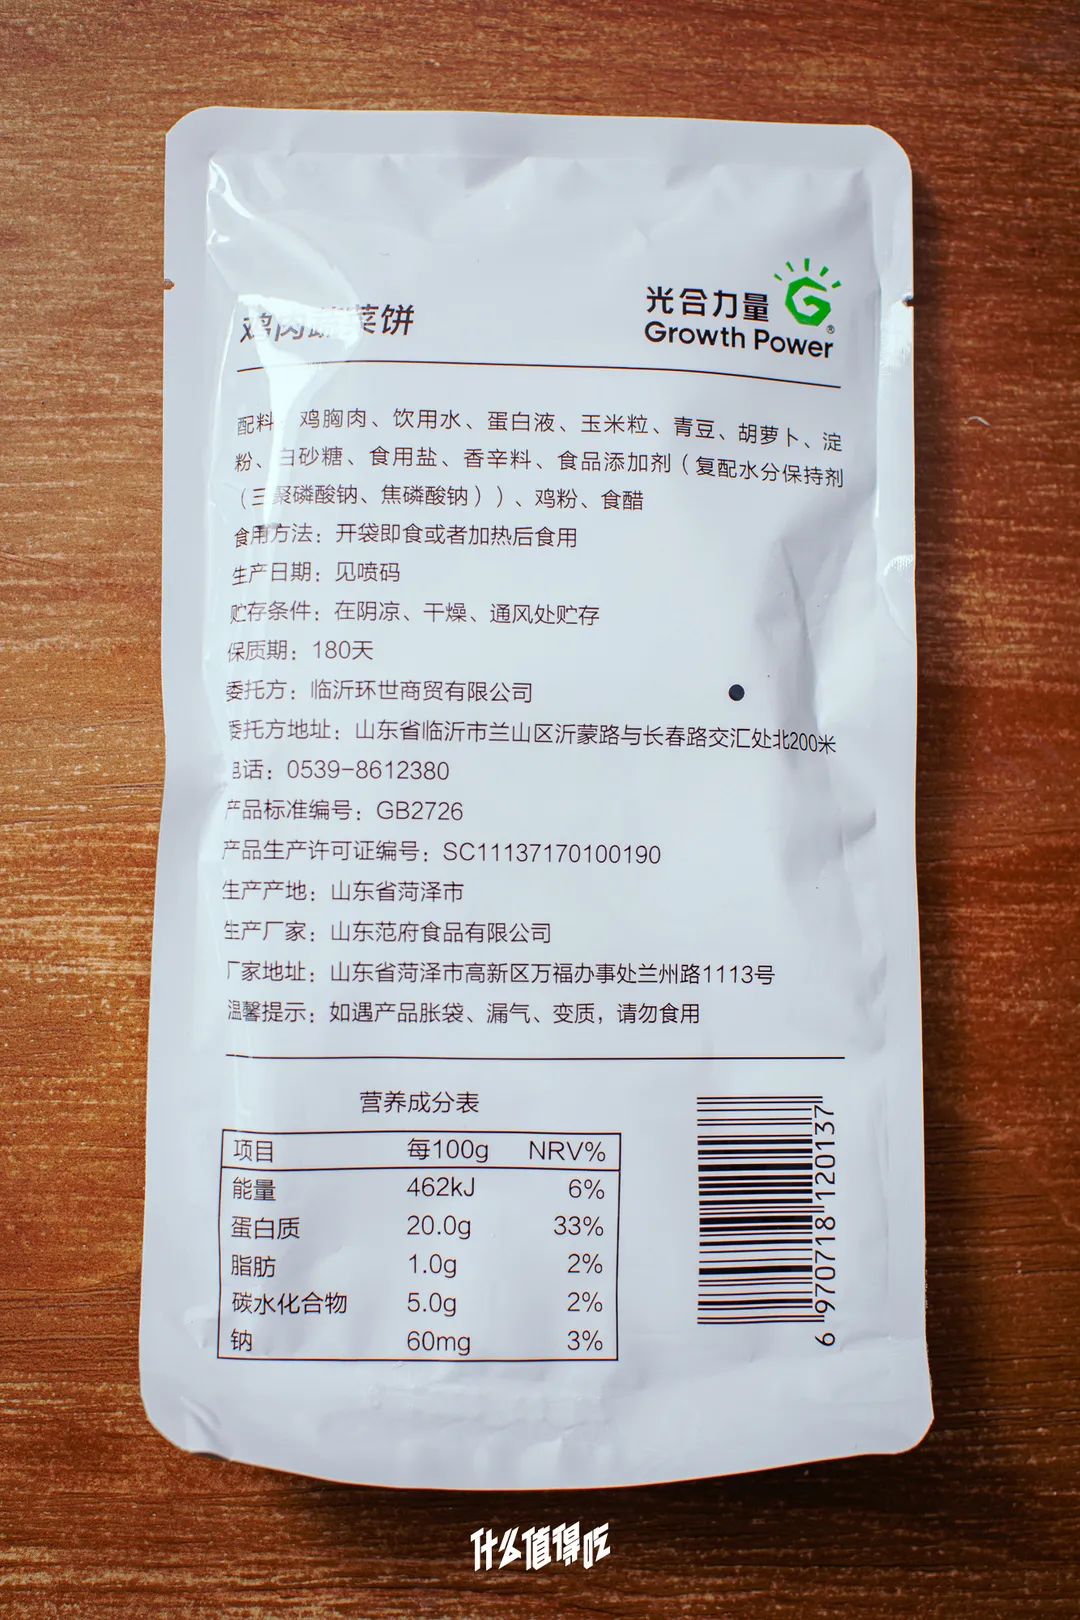 鸡肉蔬菜饼
光合力量
Growth Power
配料：鸡胸肉、饮用水、蛋白液、玉米粒、青豆、胡萝卜、淀
粉、白砂糖、食用盐、香辛料、食品添加剂（复配水分保持剂
（三聚磷酸钠、焦磷酸钠））、鸡粉、食醋
食用方法：开袋即食或者加热后食用
生产日期：见喷码
贮存条件：在阴凉、干燥、通风处贮存
保质期：180天
委托方：临沂环世商贸有限公司
委托方地址：山东省临沂市兰山区沂蒙路与长春路交汇处北200米
电话：0539-8612380
产品标准编号：GB2726
产品生产许可证编号：SC11137170100190
生产产地：山东省菏泽市
生产厂家：山东范府食品有限公司
厂家地址：山东省菏泽市高新区万福办事处兰州路1113号
温馨提示：如遇产品胀袋、漏气、变质，请勿食用
营养成分表
项目 每100g NRV%
能量 462kJ 6%
蛋白质 20.0g 33%
脂肪 1.0g 2%
碳水化合物 5.0g 2%
钠 60mg 3%
6 970718 120137
什么值得吃